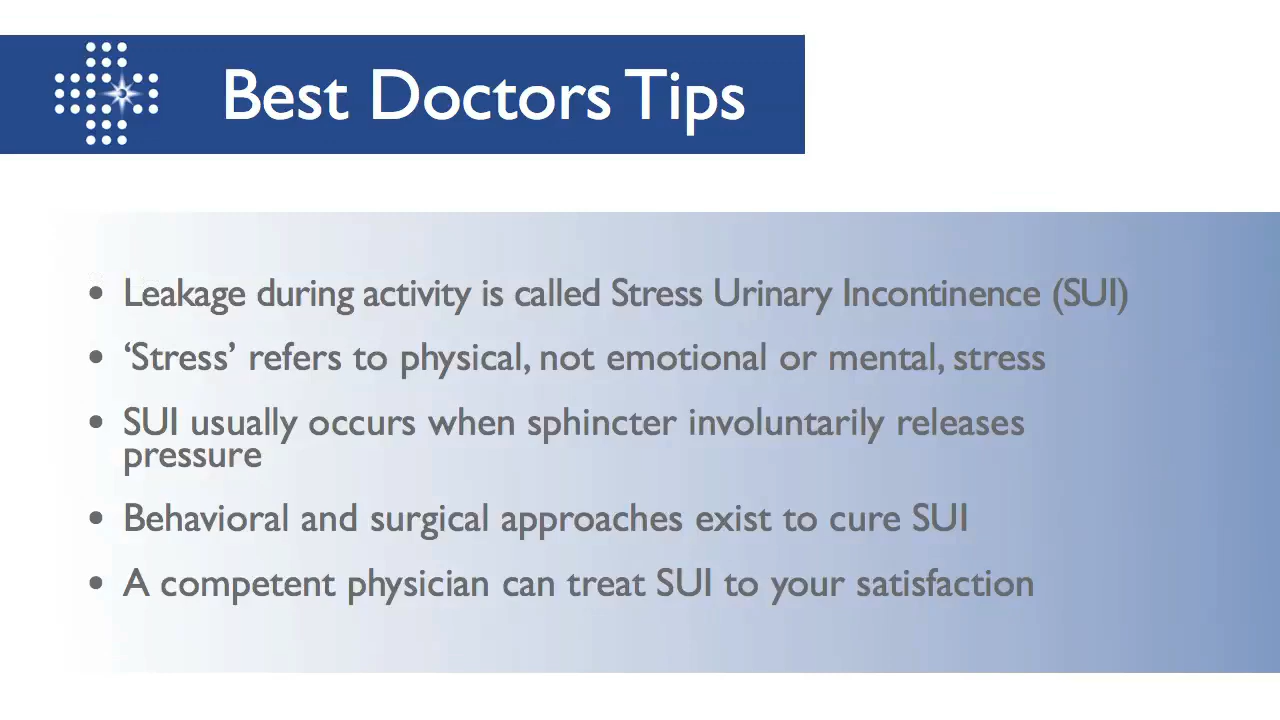 Best Doctors Tips
• Leakage during activity is called Stress Urinary Incontinence (SUI)
• ‘Stress’ refers to physical, not emotional or mental, stress
• SUI usually occurs when sphincter involuntarily releases
pressure
• Behavioral and surgical approaches exist to cure SUI
• A competent physician can treat SUI to your satisfaction